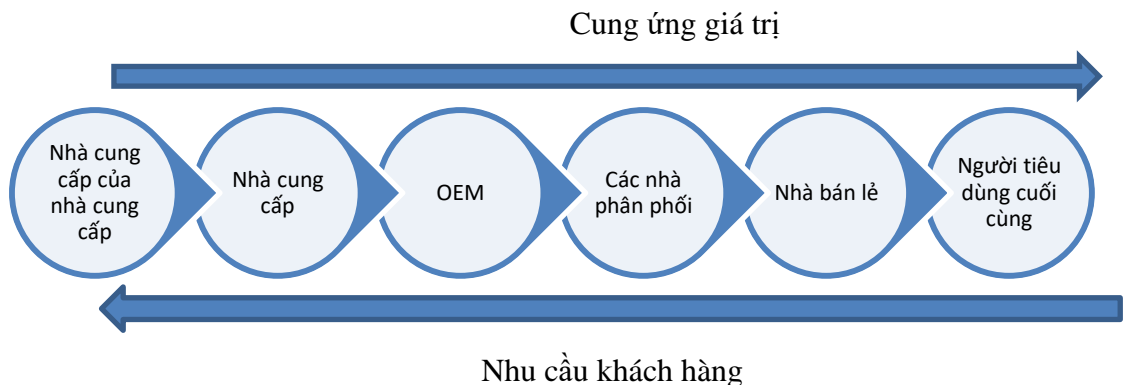 Cung ứng giá trị
Nhà cung
cấp của
nhà cung
cấp
Nhà cung
cấp
OEM
Các nhà
phân phối
Nhà bán lẻ
Người tiêu
dùng cuối
cùng
Nhu cầu khách hàng